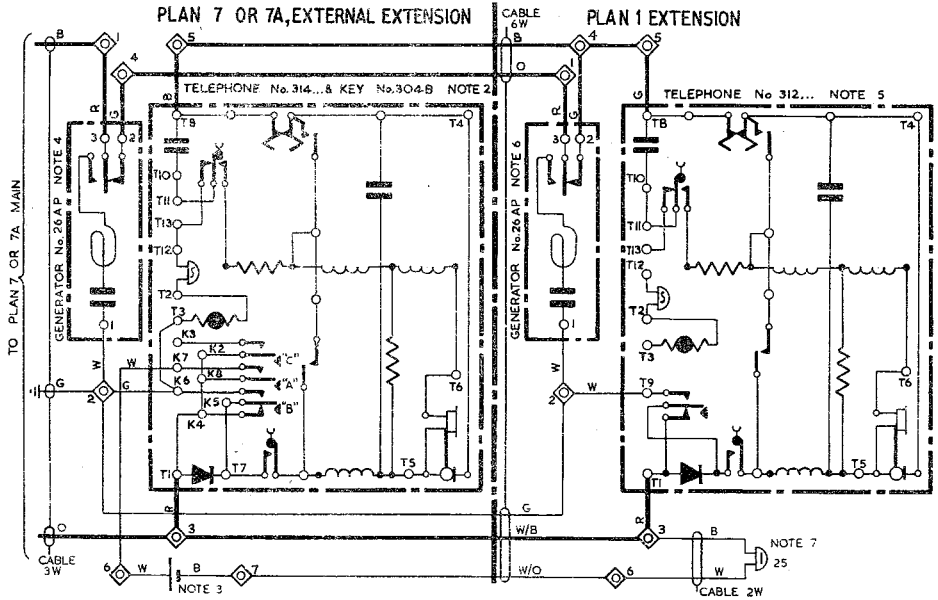 PLAN 7 OR 7A, EXTERNAL EXTENSION
CABLE
6W
PLAN 1 EXTENSION
B
1
5
B
4
5
4
O
1
R
G
B
TELEPHONE No. 314... & KEY No. 304-B NOTE 2
R
G
G
TELEPHONE No 312... NOTE 5
TO PLAN 7 OR 7A MAIN
GENERATOR No. 26 AP NOTE 4
3
2
T8
T4
GENERATOR No. 26 AP NOTE 6
3
2
T8
T4
T10
T11
T13
T12
T10
T11
T13
T12
S
T2
T3
S
T2
T3
1
K3
K2
"C"
K7
K8
"A"
K6
K5
"B"
K4
T6
1
W
W
T6
G
2
G
W
2
W
T9
T1
T7
T5
T1
T5
R
G
R
O
3
W/B
3
B
NOTE 7
25
CABLE
3W
6
W
B
7
NOTE 3
W/O
6
W
CABLE 2W